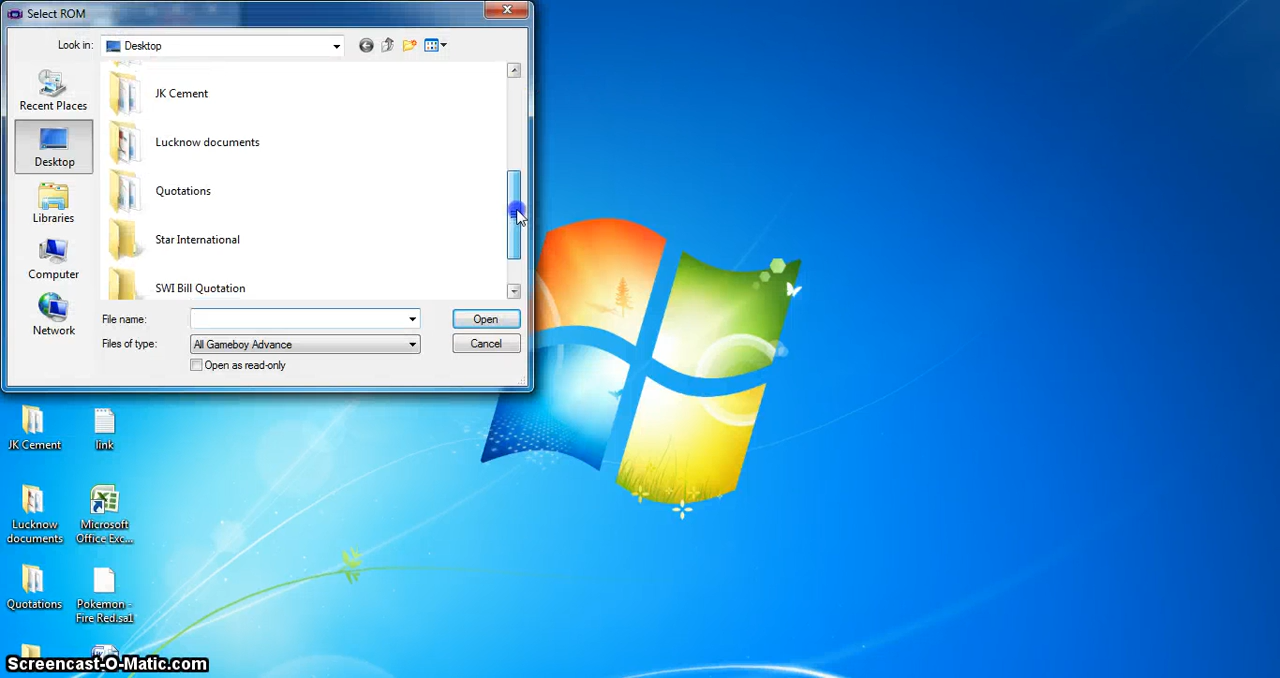 Select ROM
Look in:
Desktop
Recent Places
Desktop
Libraries
Computer
Network
JK Cement
Lucknow documents
Quotations
Star International
SWI Bill Quotation
File name:
Open
Files of type:
All Gameboy Advance
Cancel
Open as read-only
JK Cement
link
Lucknow
documents
Microsoft
Office Exc...
Quotations
Pokemon -
Fire Red.sa1
Screencast-O-Matic.com